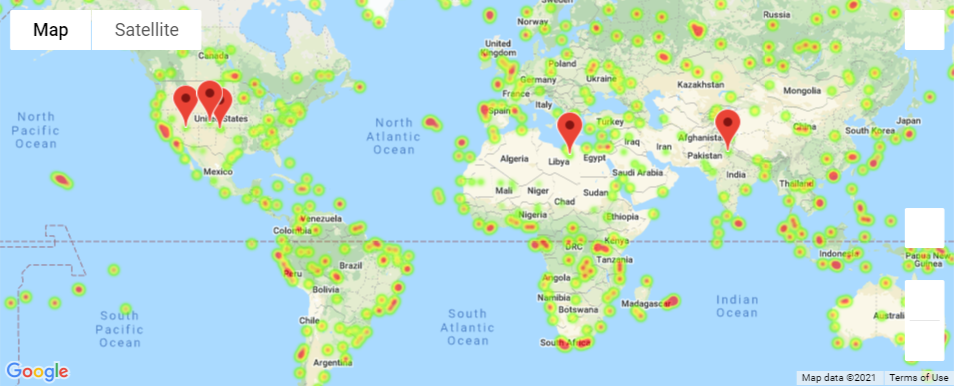 Map Satellite
Norway
Russia
Canada
United
Kingdom
Poland
Germany
Ukraine
Kazakhstan
Mongolia
France
Italy
Spain
Turkey
North
Pacific
Ocean
United States
North
Atlantic
Ocean
Japan
China
South Korea
Afghanistan
Iraq
Iran
Algeria
Libya
Egypt
Pakistan
Mexico
Saudi Arabia
India
Mali
Niger
Sudan
Chad
Thailand
Venezuela
Nigeria
Ethiopia
Colombia
Kenya
DRC
Indonesia
Papua New
Guinea
Tanzania
Peru
Brazil
Angola
Bolivia
Namibia
Madagascar
Indian
Ocean
Botswana
South
Pacific
Ocean
South
Atlantic
Ocean
Chile
Australi
South Africa
Argentina
Google
Map data ©2021 Terms of Use